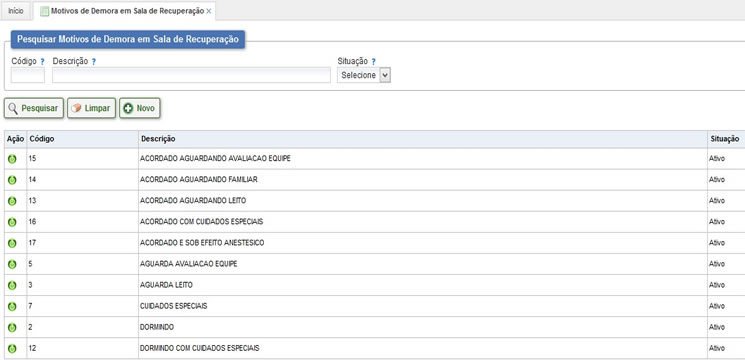 Início Motivos de Demora em Sala de Recuperação ×
Pesquisar Motivos de Demora em Sala de Recuperação
Código ? Descrição ? Situação ?
Selecione
Pesquisar Limpar Novo
Ação Código Descrição Situação
15 ACORDADO AGUARDANDO AVALIACAO EQUIPE Ativo
14 ACORDADO AGUARDANDO FAMILIAR Ativo
13 ACORDADO AGUARDANDO LEITO Ativo
16 ACORDADO COM CUIDADOS ESPECIAIS Ativo
17 ACORDADO E SOB EFEITO ANESTESICO Ativo
5 AGUARDA AVALIACAO EQUIPE Ativo
3 AGUARDA LEITO Ativo
7 CUIDADOS ESPECIAIS Ativo
2 DORMINDO Ativo
12 DORMINDO COM CUIDADOS ESPECIAIS Ativo